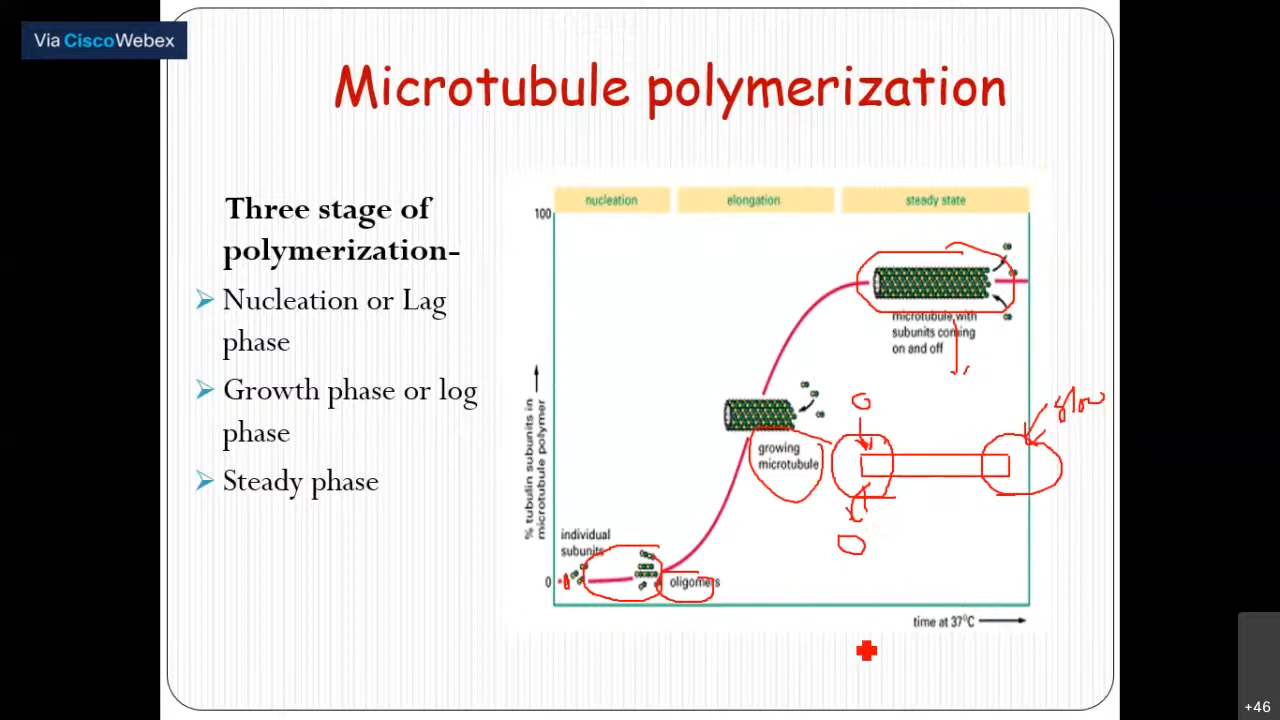 Via CiscoWebex
Microtubule polymerization
Three stage of
polymerization-
Nucleation or Lag
phase
Growth phase or log
phase
Steady phase
nucleation
elongation
steady state
100
microtubule with
subunits coming
on and off
growing
microtubule
% tubulin subunits in
microtubule polymer
individual
subunits
0
oligomers
time at 37°C
+46